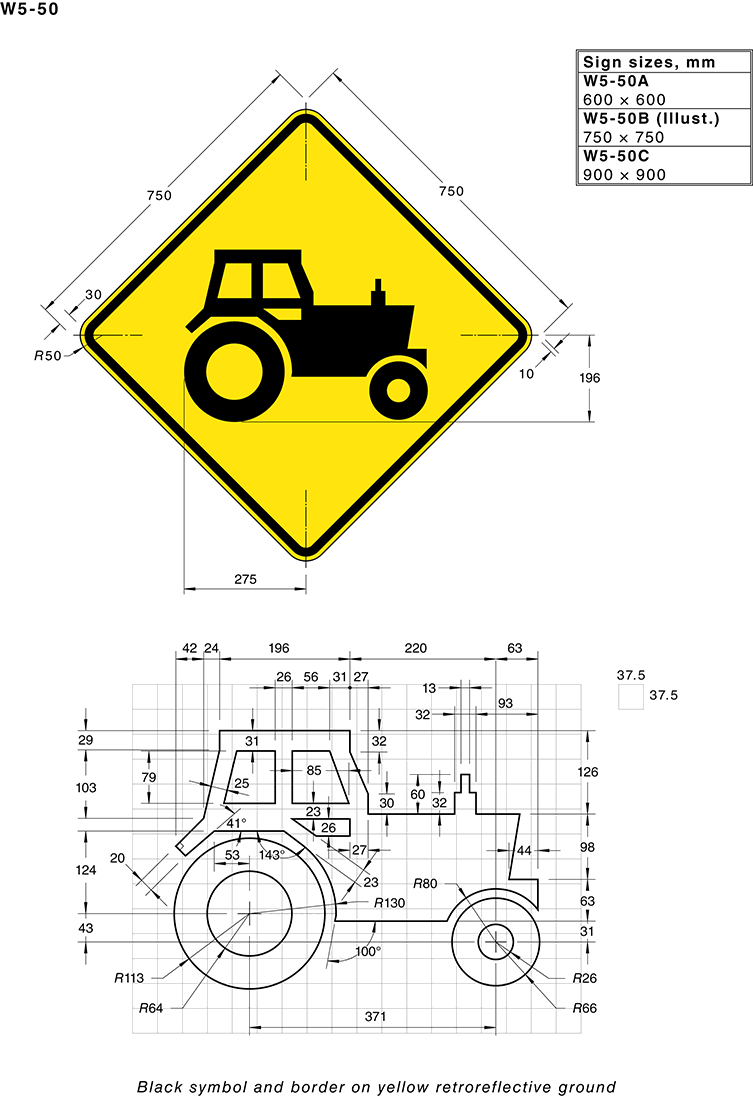 W5-50
Sign sizes, mm
W5-50A
600 × 600
W5-50B (Illust.)
750 × 750
W5-50C
900 × 900
750
750
30
R50
10
196
275
42
24
196
220
63
37.5
37.5
26
56
31
27
13
32
93
29
31
32
79
85
25
103
60
32
30
126
23
26
41°
98
44
27
53
143°
20
124
23
R80
R130
63
31
43
100°
R113
R64
R26
R66
371
Black symbol and border on yellow retroreflective ground